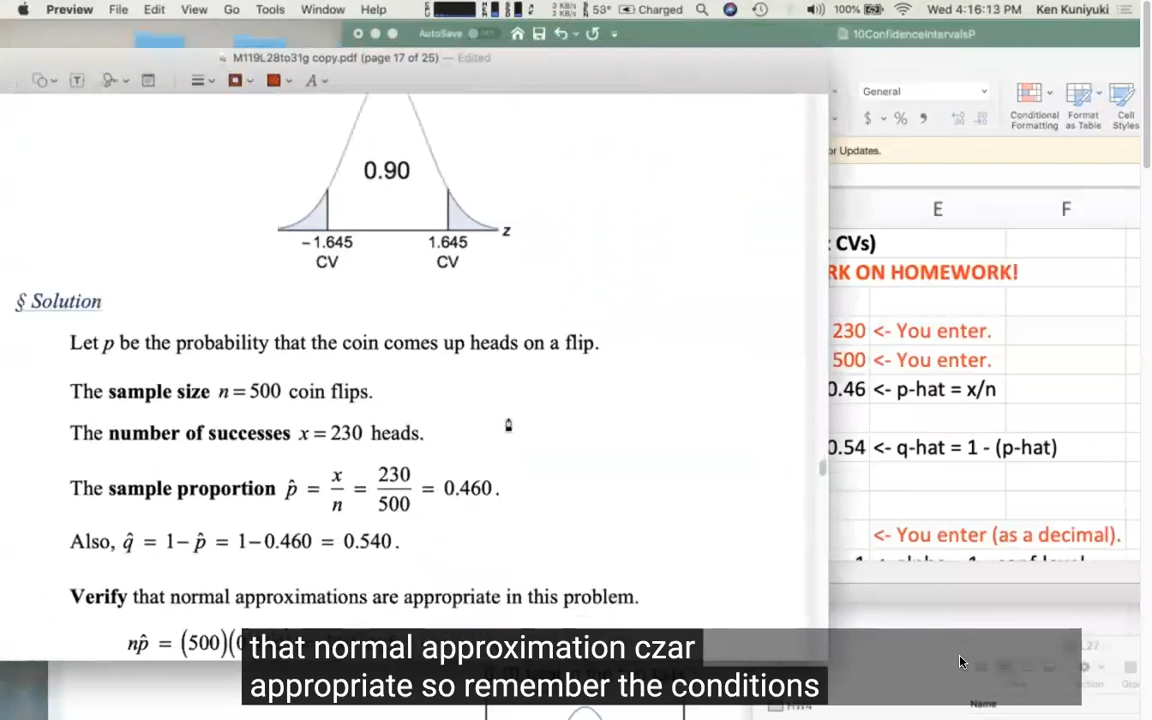 Preview File Edit View Go Tools Window Help 53° Charged 100% Wed 4:16:13 PM Ken Kuniyuki
AutoSave 10ConfidenceIntervalsP
M119L28to31g copy.pdf (page 17 of 25) — Edited
General
$ % Conditional Formatting Format as Table Cell Styles
or Updates.
E F
0.90
−1.645 1.645 z
CV CV
: CVs)
RK ON HOMEWORK!
230 <- You enter.
500 <- You enter.
0.46 <- p-hat = x/n
0.54 <- q-hat = 1 - (p-hat)
<- You enter (as a decimal).
§ Solution
Let p be the probability that the coin comes up heads on a flip.
The sample size n = 500 coin flips.
The number of successes x = 230 heads.
The sample proportion p̂ = x/n = 230/500 = 0.460.
Also, q̂ = 1− p̂ = 1−0.460 = 0.540.
Verify that normal approximations are appropriate in this problem.
np̂ = (500)(
that normal approximation czar
appropriate so remember the conditions
Name